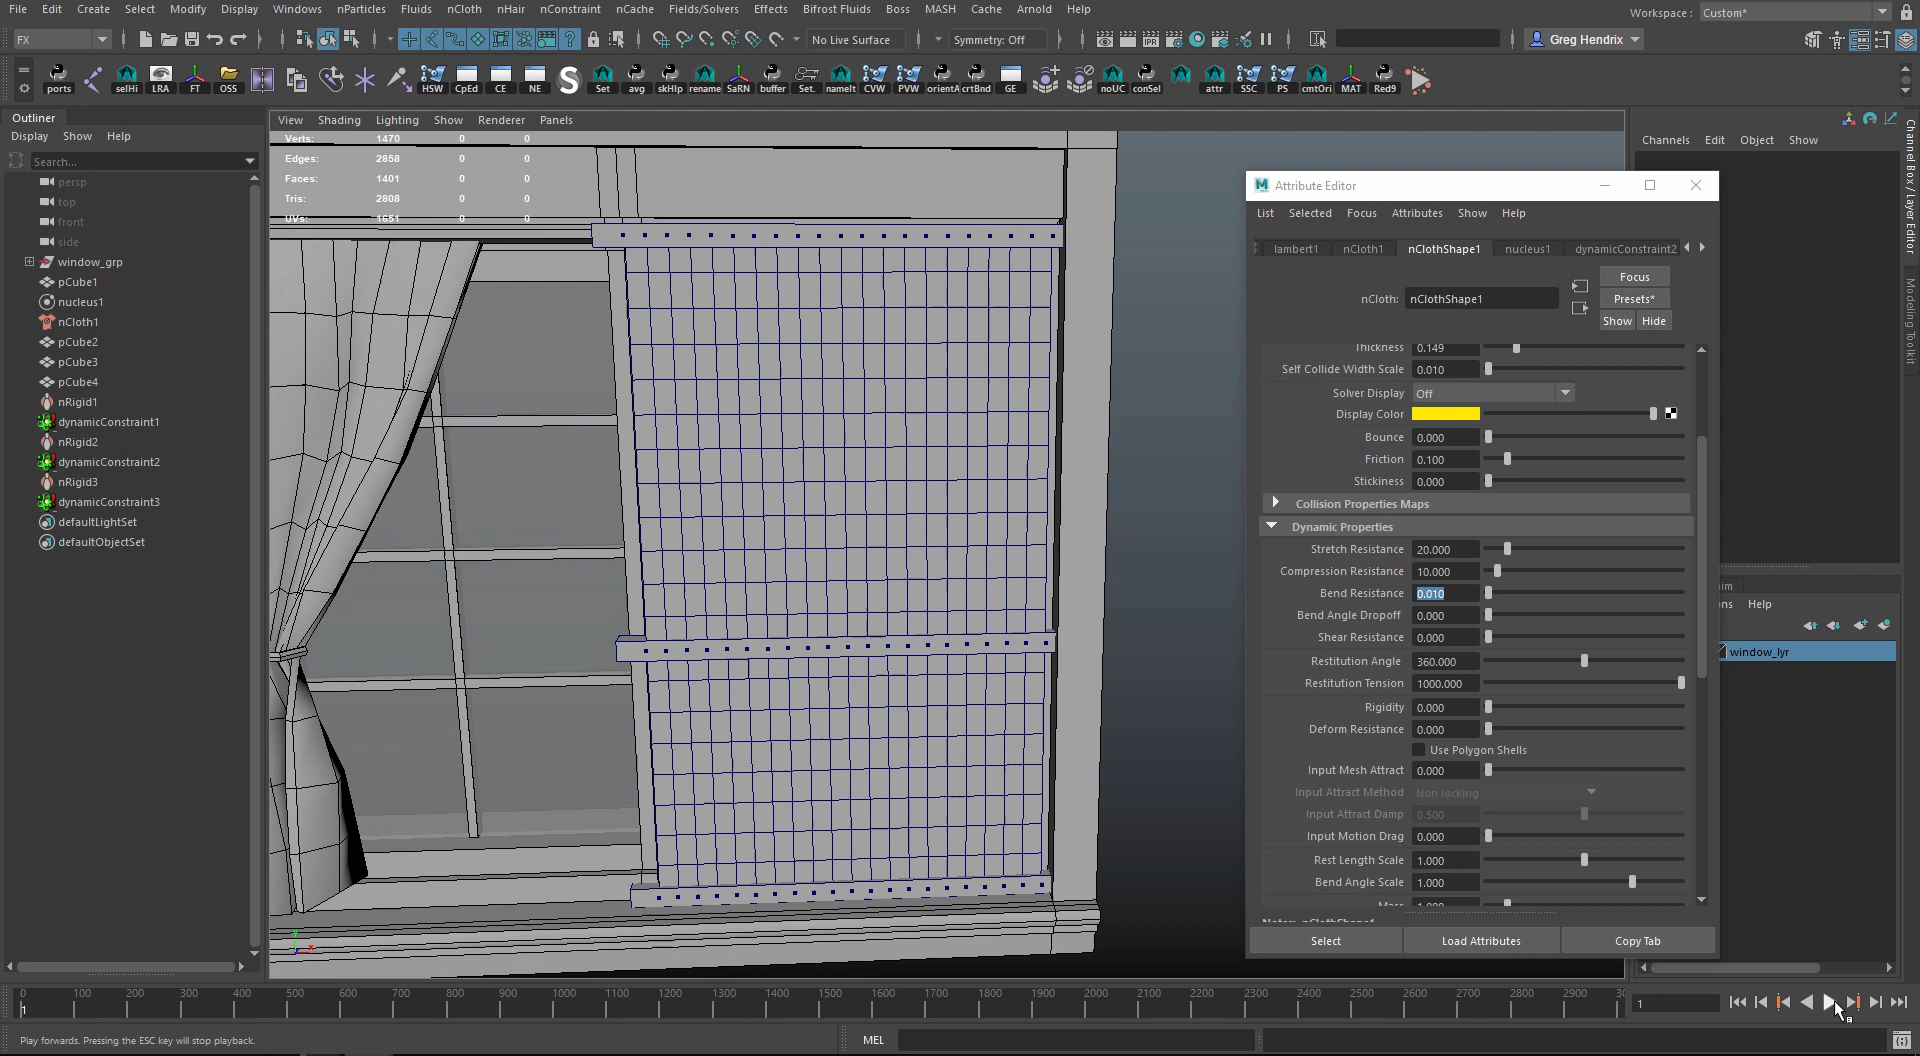 File Edit Create Select Modify Display Windows nParticles Fluids nCloth nHair nConstraint nCache Fields/Solvers Effects Bifrost Fluids Boss MASH Cache Arnold Help
Workspace : Custom*
FX
No Live Surface
Symmetry: Off
Greg Hendrix
ports selHi LRA FT OSS HSW CpEd CE NE Set avg skHlp rename SaRN buffer Set. nameIt CVW PVW orientA crtBnd GE noUC conSel attr SSC PS cmtOri MAT Red9
Outliner
Display Show Help
Search...
persp
top
front
side
window_grp
pCube1
nucleus1
nCloth1
pCube2
pCube3
pCube4
nRigid1
dynamicConstraint1
nRigid2
dynamicConstraint2
nRigid3
dynamicConstraint3
defaultLightSet
defaultObjectSet
View Shading Lighting Show Renderer Panels
Verts: 1470 0 0
Edges: 2858 0 0
Faces: 1401 0 0
Tris: 2808 0 0
UVs: 1651 0 0
Attribute Editor
List Selected Focus Attributes Show Help
lambert1 nCloth1 nClothShape1 nucleus1 dynamicConstraint2
Focus
nCloth: nClothShape1
Presets*
Show Hide
Thickness 0.149
Self Collide Width Scale 0.010
Solver Display Off
Display Color
Bounce 0.000
Friction 0.100
Stickiness 0.000
Collision Properties Maps
Dynamic Properties
Stretch Resistance 20.000
Compression Resistance 10.000
Bend Resistance 0.010
Bend Angle Dropoff 0.000
Shear Resistance 0.000
Restitution Angle 360.000
Restitution Tension 1000.000
Rigidity 0.000
Deform Resistance 0.000
Use Polygon Shells
Input Mesh Attract 0.000
Input Attract Method Non locking
Input Attract Damp 0.500
Input Motion Drag 0.000
Rest Length Scale 1.000
Bend Angle Scale 1.000
Mass 1.000
Notes: nClothShape1
Select Load Attributes Copy Tab
Channels Edit Object Show
Channel Box / Layer Editor
Modeling Toolkit
Help
window_lyr
0 100 200 300 400 500 600 700 800 900 1000 1100 1200 1300 1400 1500 1600 1700 1800 1900 2000 2100 2200 2300 2400 2500 2600 2700 2800 2900
1
1
Play forwards. Pressing the ESC key will stop playback.
MEL